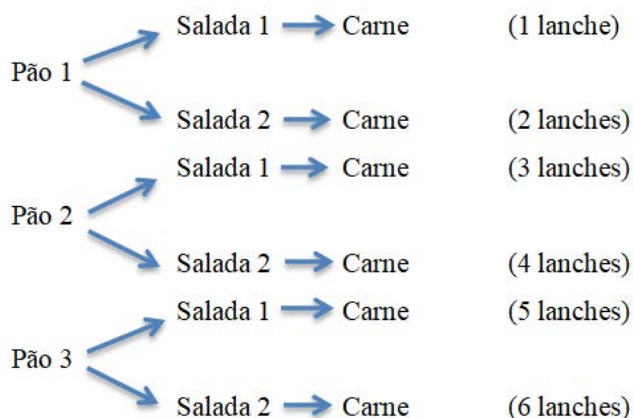 Salada 1 Carne (1 lanche)
Pão 1
Salada 2 Carne (2 lanches)
Salada 1 Carne (3 lanches)
Pão 2
Salada 2 Carne (4 lanches)
Salada 1 Carne (5 lanches)
Pão 3
Salada 2 Carne (6 lanches)